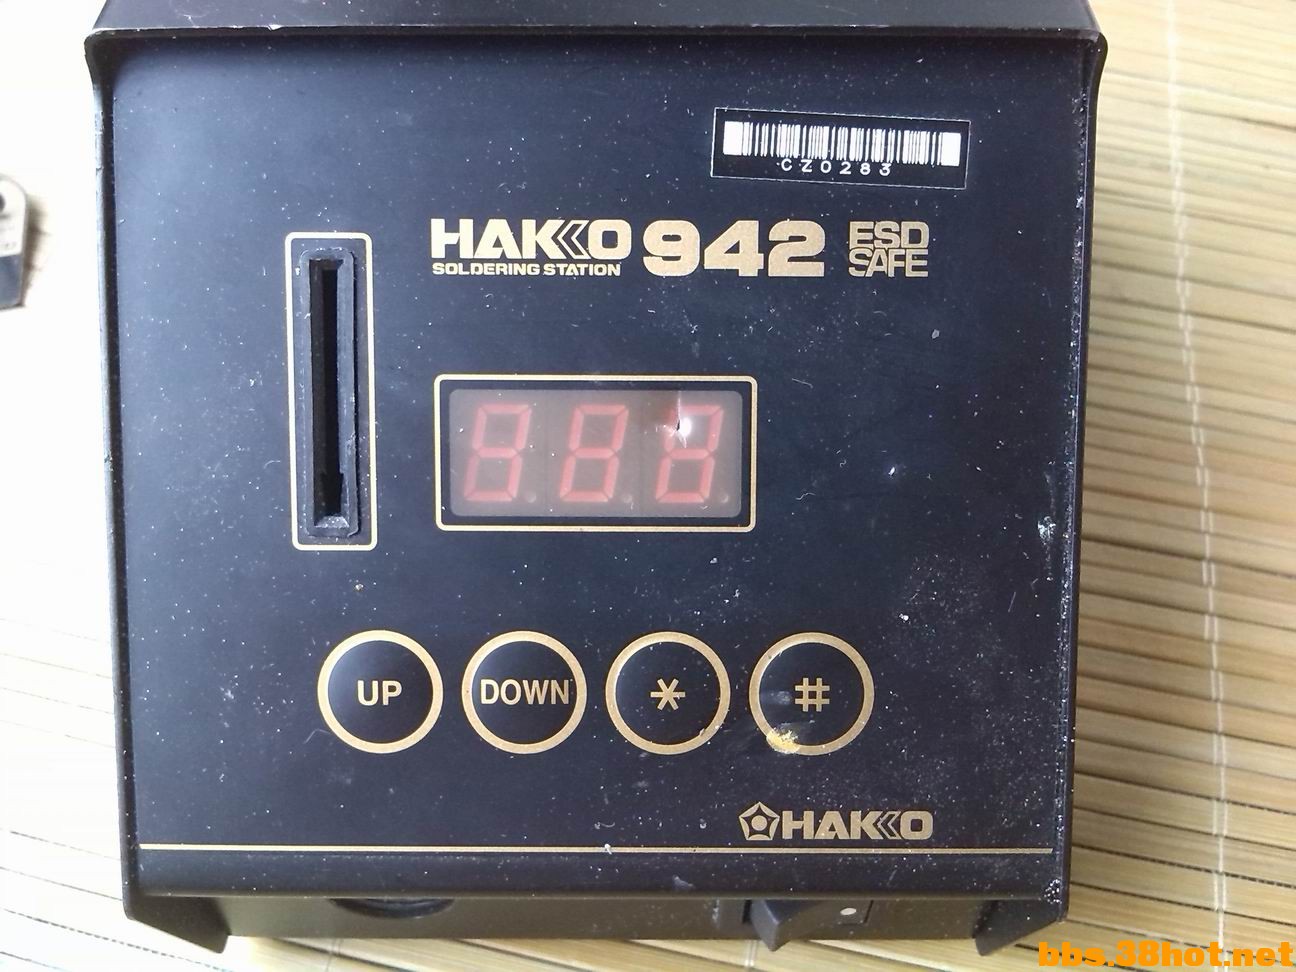 CZ0283
HAKKO 942 ESD SAFE
SOLDERING STATION
UP DOWN * #
HAKKO
bbs.38hot.net